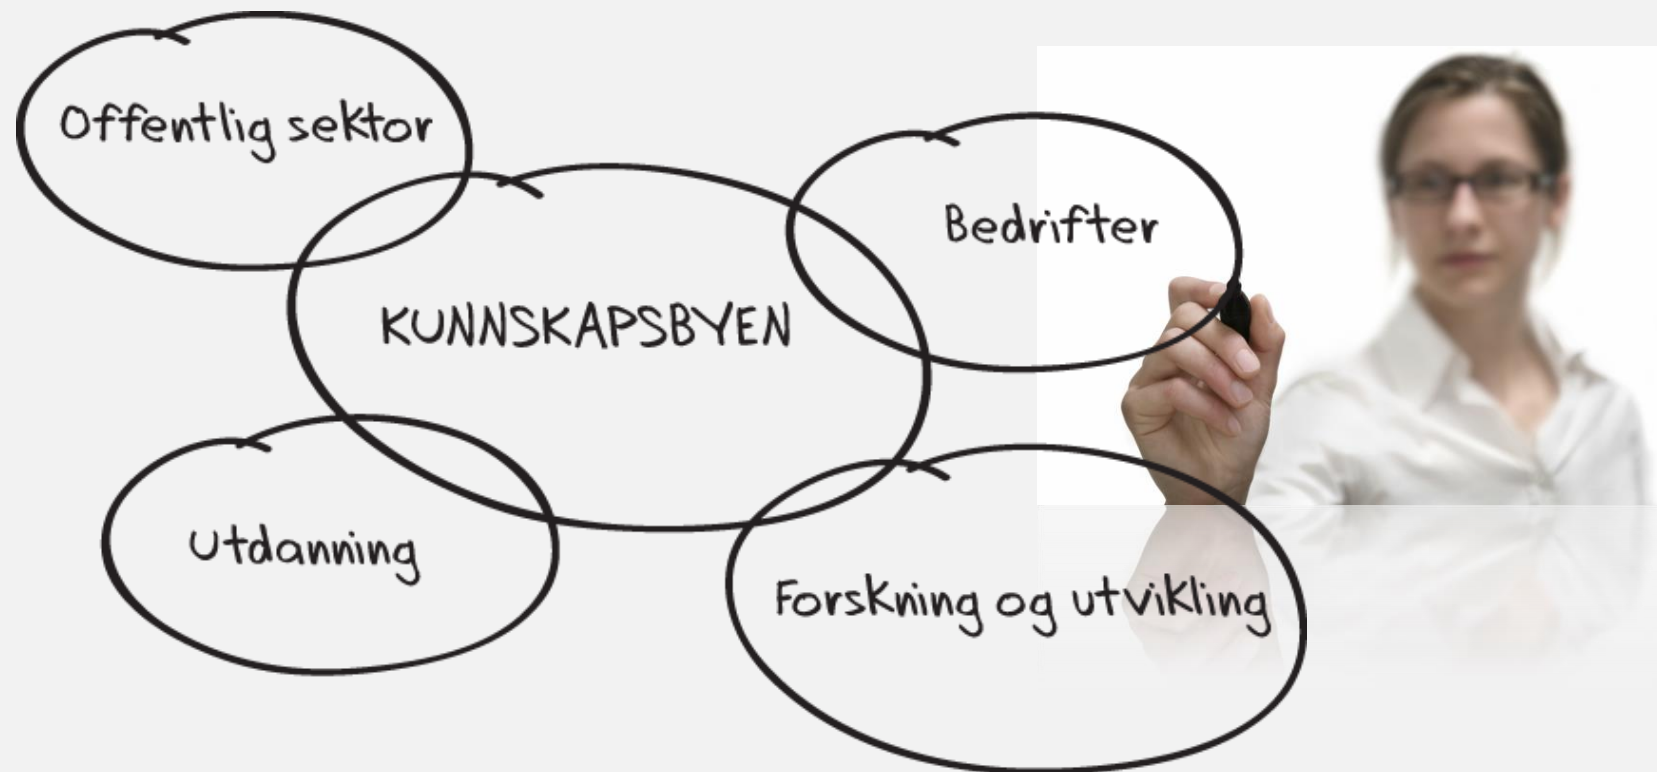 Offentlig sektor
Bedrifter
KUNNSKAPSBYEN
Utdanning
Forskning og utvikling